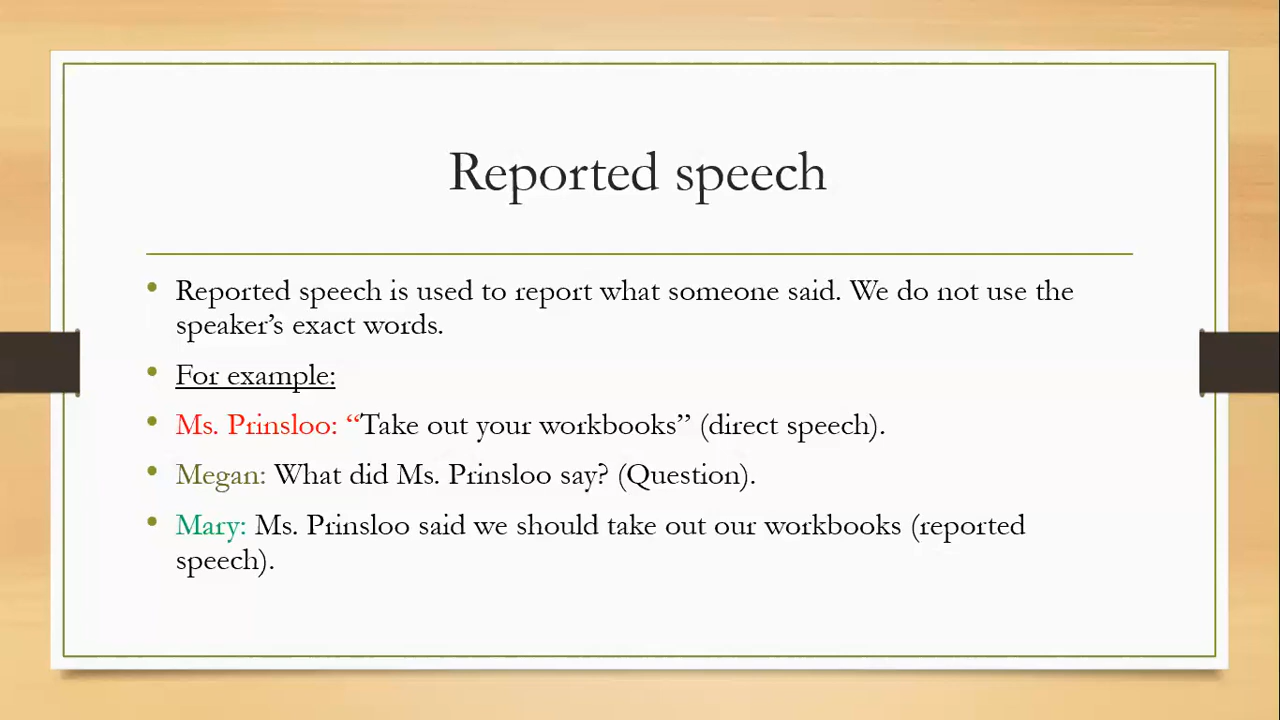 Reported speech
• Reported speech is used to report what someone said. We do not use the
speaker’s exact words.
• For example:
• Ms. Prinsloo: “Take out your workbooks” (direct speech).
• Megan: What did Ms. Prinsloo say? (Question).
• Mary: Ms. Prinsloo said we should take out our workbooks (reported
speech).